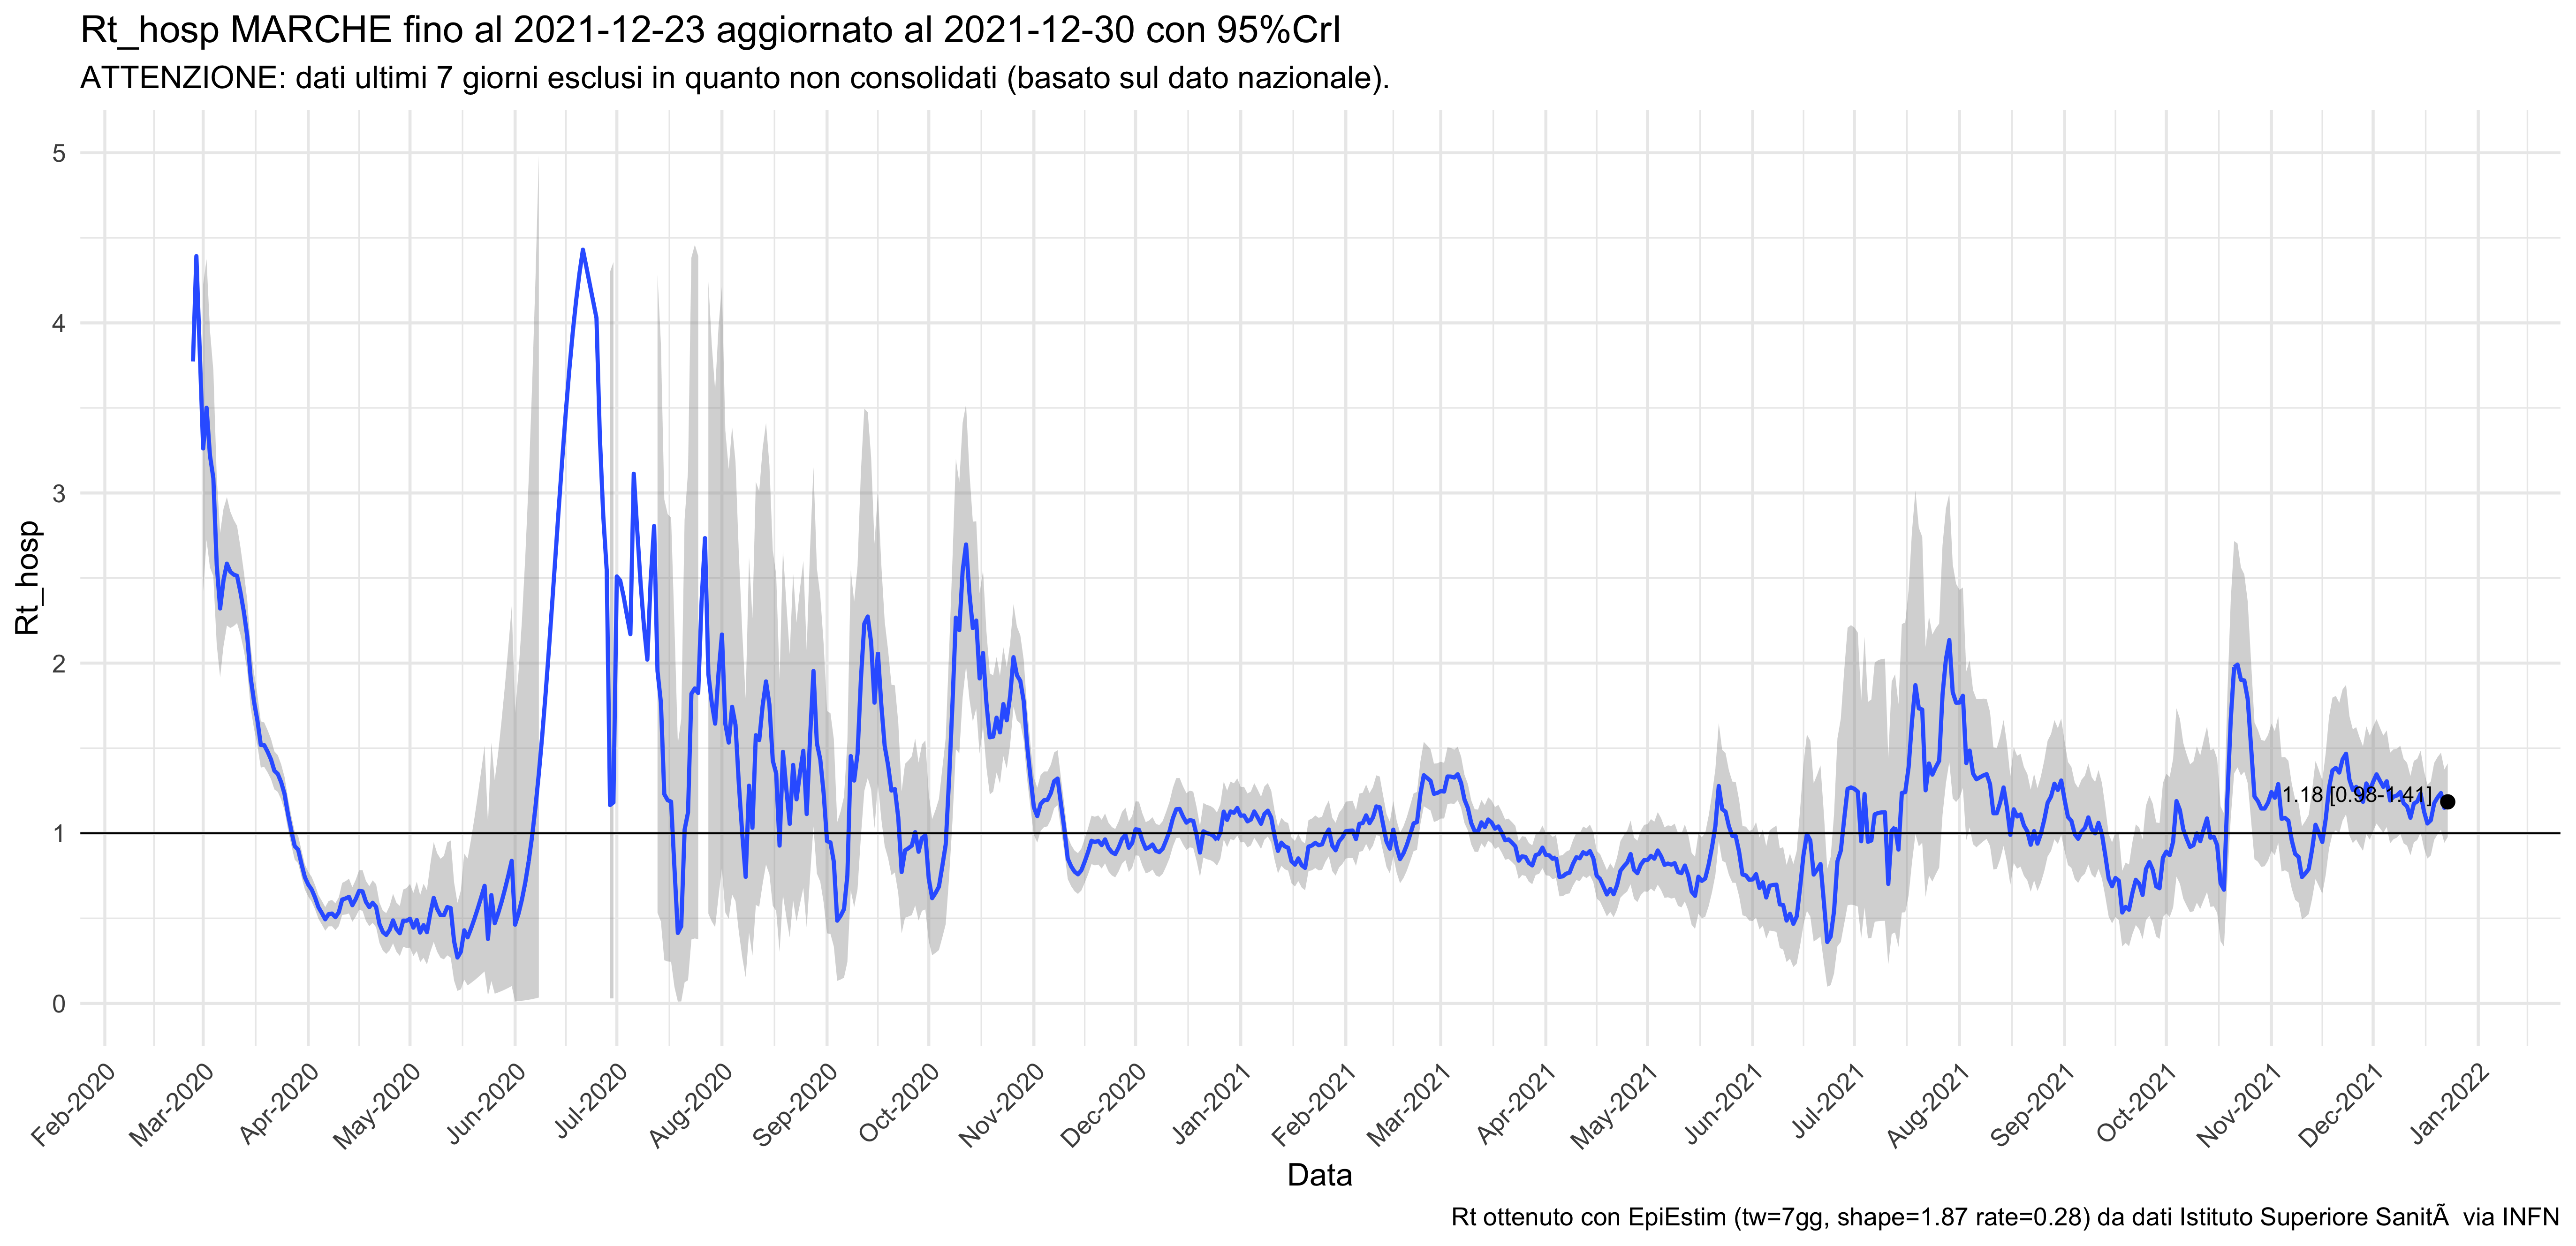 Rt_hosp MARCHE fino al 2021-12-23 aggiornato al 2021-12-30 con 95%CrI
ATTENZIONE: dati ultimi 7 giorni esclusi in quanto non consolidati (basato sul dato nazionale).
5
4
3
2
1
0
Rt_hosp
1.18 [0.98-1.41]
Feb-2020
Mar-2020
Apr-2020
May-2020
Jun-2020
Jul-2020
Aug-2020
Sep-2020
Oct-2020
Nov-2020
Dec-2020
Jan-2021
Feb-2021
Mar-2021
Apr-2021
May-2021
Jun-2021
Jul-2021
Aug-2021
Sep-2021
Oct-2021
Nov-2021
Dec-2021
Jan-2022
Data
Rt ottenuto con EpiEstim (tw=7gg, shape=1.87 rate=0.28) da dati Istituto Superiore SanitÃ  via INFN